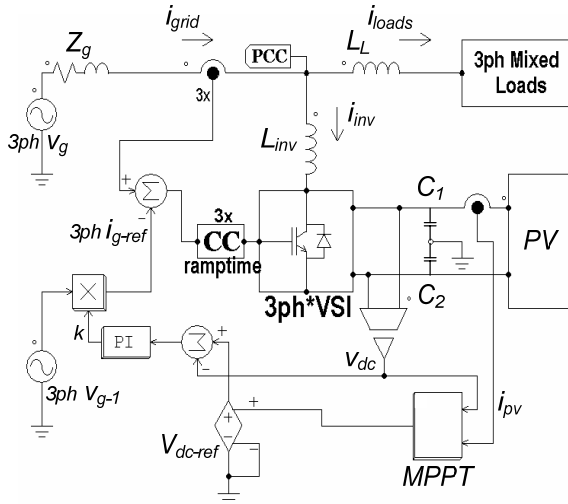 i_grid
i_loads
Z_g
PCC
L_L
3ph Mixed
Loads
3x
i_inv
L_inv
3ph v_g
+
Σ
-
3x
C_1
3ph i_g-ref
CC
ramptime
PV
3ph*VSI
C_2
×
k
PI
Σ
+
-
v_dc
3ph v_g-1
i_pv
+
+
-
V_dc-ref
-
MPPT